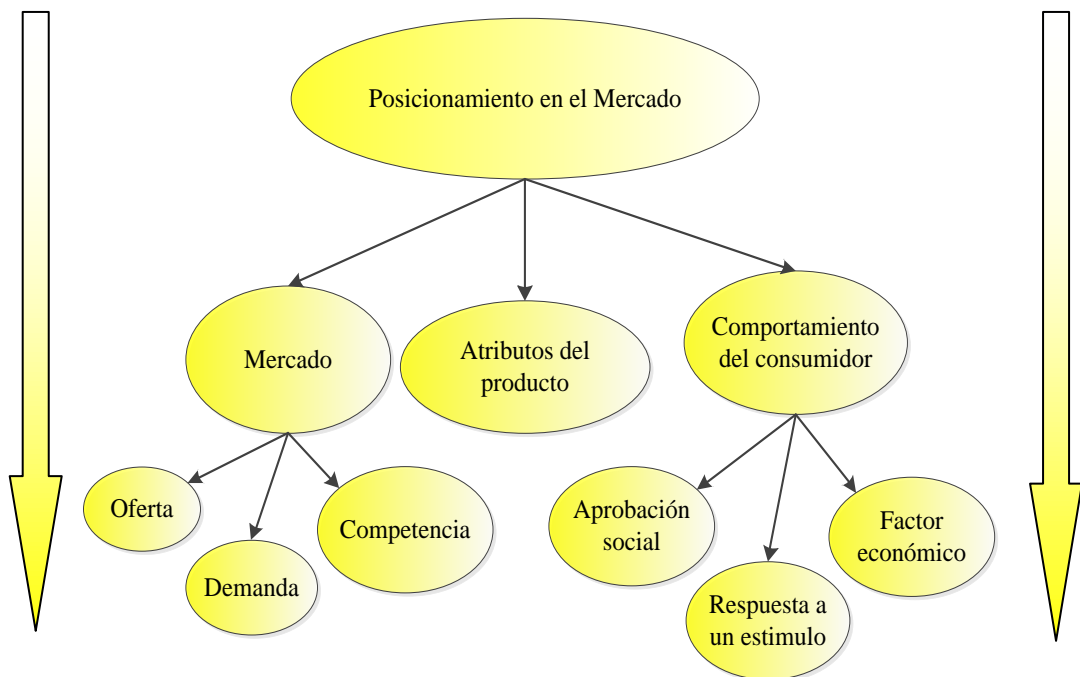 Posicionamiento en el Mercado
Mercado
Atributos del
producto
Comportamiento
del consumidor
Oferta
Demanda
Competencia
Aprobación
social
Respuesta a
un estimulo
Factor
económico